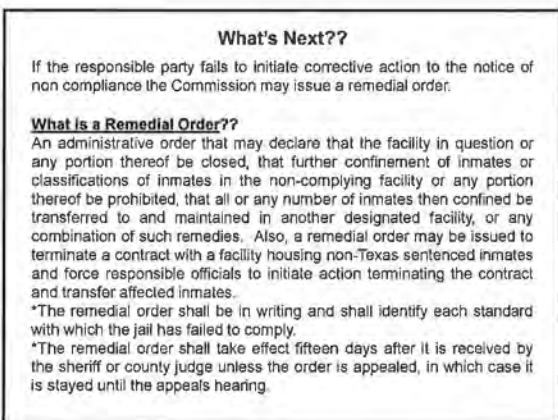 What's Next??
If the responsible party fails to initiate corrective action to the notice of
non compliance the Commission may issue a remedial order.
What is a Remedial Order??
An administrative order that may declare that the facility in question or
any portion thereof be closed, that further confinement of inmates or
classifications of inmates in the non-complying facility or any portion
thereof be prohibited, that all or any number of inmates then confined be
transferred to and maintained in another designated facility, or any
combination of such remedies. Also, a remedial order may be issued to
terminate a contract with a facility housing non-Texas sentenced inmates
and force responsible officials to initiate action terminating the contract
and transfer affected inmates.
*The remedial order shall be in writing and shall identify each standard
with which the jail has failed to comply.
*The remedial order shall take effect fifteen days after it is received by
the sheriff or county judge unless the order is appealed, in which case it
is stayed until the appeals hearing.